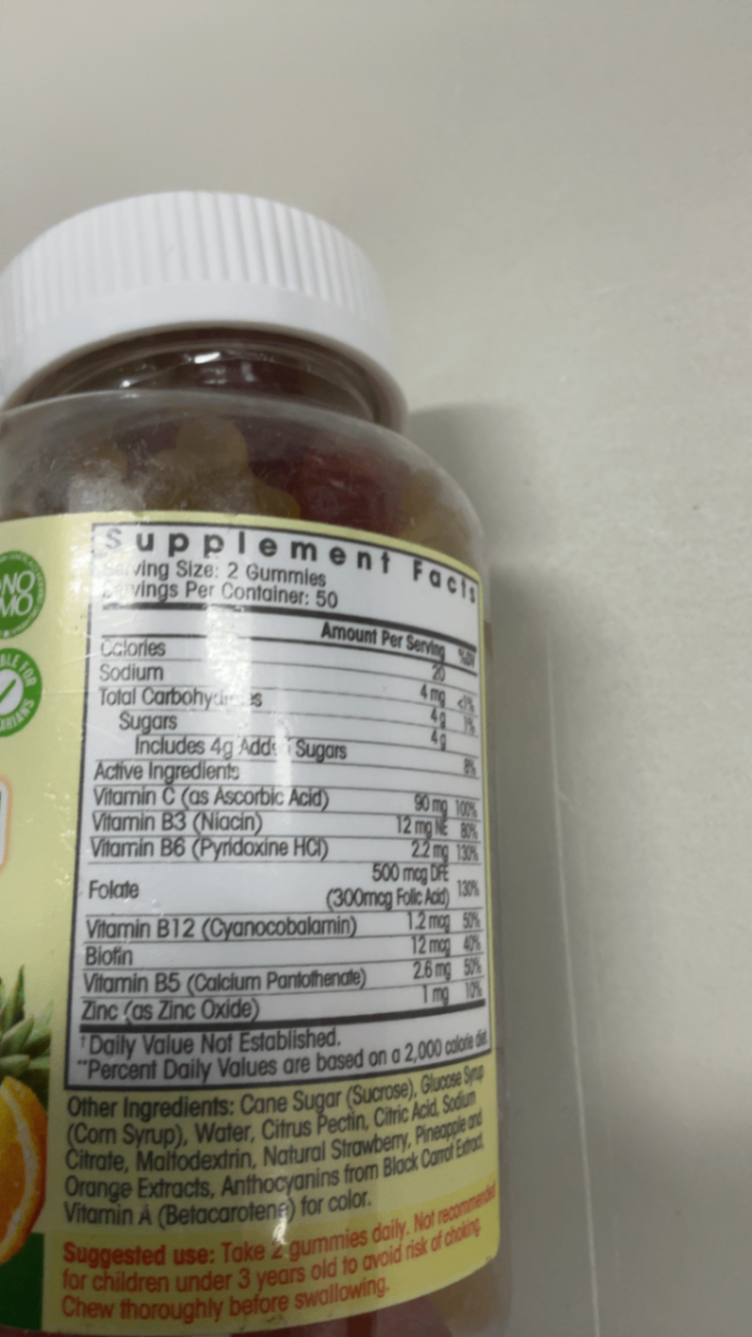 NO
MO
BLE FOR
ARIANS
Supplement Facts
Serving Size: 2 Gummies
Servings Per Container: 50
Amount Per Serving %DV
Calories 20
Sodium 4 mg <1%
Total Carbohydrates 4g 1%
Sugars 4g
Includes 4g Added Sugars 8%
Active Ingredients
Vitamin C (as Ascorbic Acid) 90 mg 100%
Vitamin B3 (Niacin) 12 mg NE 80%
Vitamin B6 (Pyridoxine HCl) 2.2 mg 130%
Folate 500 mcg DFE
(300mcg Folic Acid) 130%
Vitamin B12 (Cyanocobalamin) 1.2 mcg 50%
Biotin 12 mcg 40%
Vitamin B5 (Calcium Pantothenate) 2.6 mg 50%
Zinc (as Zinc Oxide) 1 mg 10%
†Daily Value Not Established.
**Percent Daily Values are based on a 2,000 calorie diet.
Other Ingredients: Cane Sugar (Sucrose), Glucose Syrup
(Corn Syrup), Water, Citrus Pectin, Citric Acid, Sodium
Citrate, Maltodextrin, Natural Strawberry, Pineapple and
Orange Extracts, Anthocyanins from Black Carrot Extract,
Vitamin A (Betacarotene) for color.
Suggested use: Take 2 gummies daily. Not recommended
for children under 3 years old to avoid risk of choking.
Chew thoroughly before swallowing.